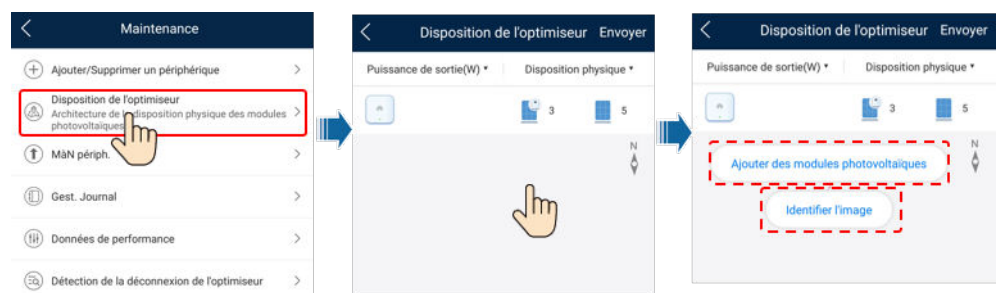 Maintenance
Ajouter/Supprimer un périphérique
Disposition de l'optimiseur
Architecture de la disposition physique des modules
photovoltaïques
MàN périph.
Gest. Journal
Données de performance
Détection de la déconnexion de l'optimiseur
Disposition de l'optimiseur Envoyer
Puissance de sortie(W) Disposition physique
3 5
N
Disposition de l'optimiseur Envoyer
Puissance de sortie(W) Disposition physique
3 5
N
Ajouter des modules photovoltaïques
Identifier l'image